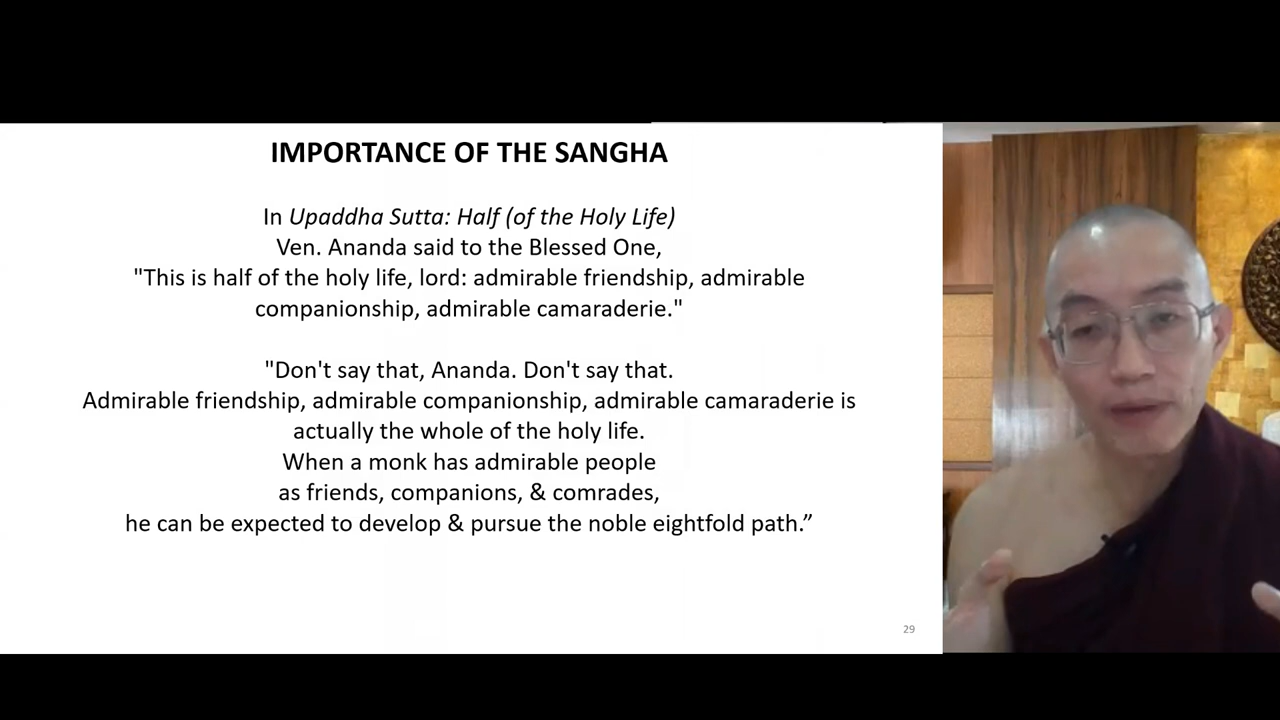 IMPORTANCE OF THE SANGHA
In Upaddha Sutta: Half (of the Holy Life)
Ven. Ananda said to the Blessed One,
"This is half of the holy life, lord: admirable friendship, admirable
companionship, admirable camaraderie."
"Don't say that, Ananda. Don't say that.
Admirable friendship, admirable companionship, admirable camaraderie is
actually the whole of the holy life.
When a monk has admirable people
as friends, companions, & comrades,
he can be expected to develop & pursue the noble eightfold path.”
29